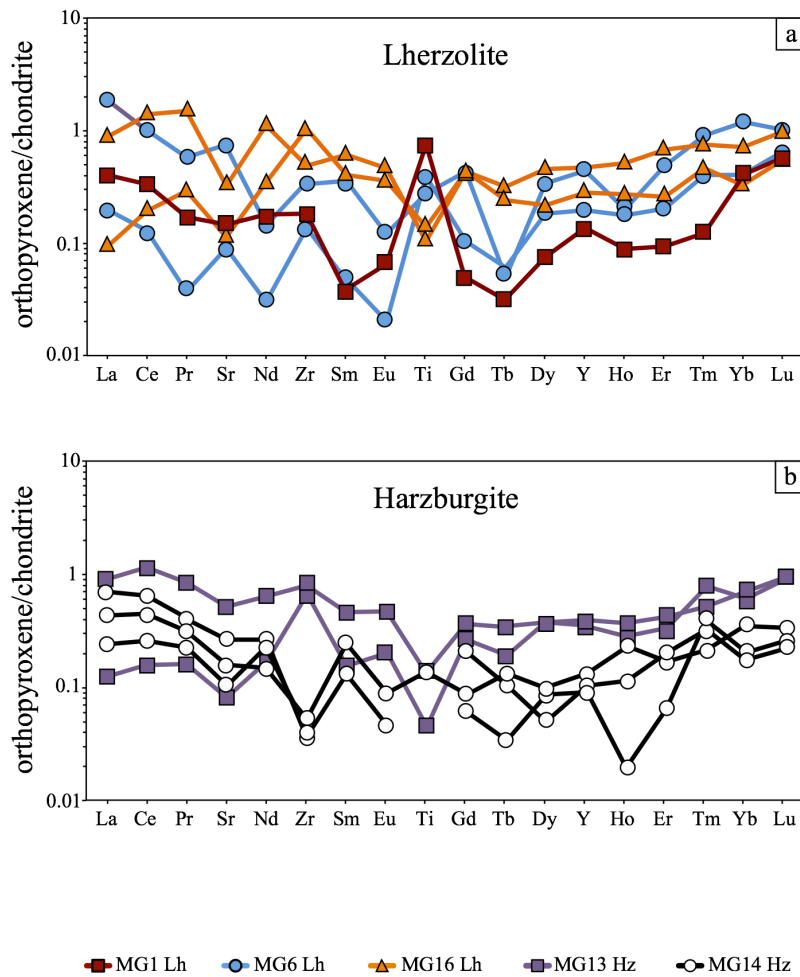 10
a
Lherzolite
1
orthopyroxene/chondrite
0.1
0.01
La Ce Pr Sr Nd Zr Sm Eu Ti Gd Tb Dy Y Ho Er Tm Yb Lu
10
b
Harzburgite
1
orthopyroxene/chondrite
0.1
0.01
La Ce Pr Sr Nd Zr Sm Eu Ti Gd Tb Dy Y Ho Er Tm Yb Lu
MG1 Lh MG6 Lh MG16 Lh MG13 Hz MG14 Hz